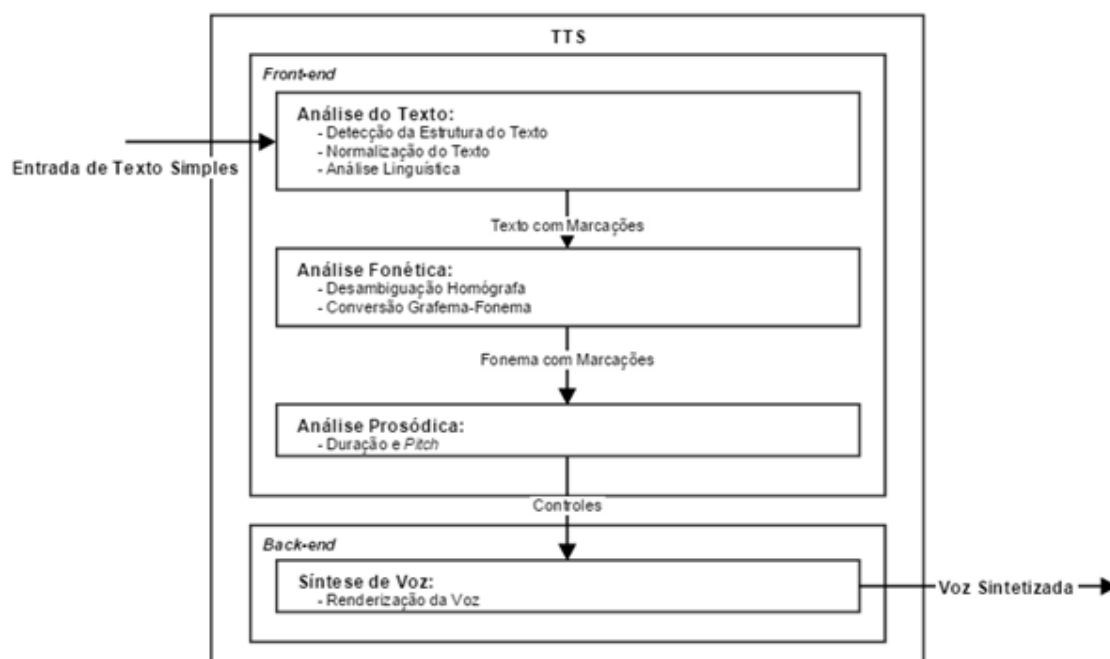 TTS
Front-end
Análise do Texto:
- Detecção da Estrutura do Texto
- Normalização do Texto
- Análise Linguística
Entrada de Texto Simples
Texto com Marcações
Análise Fonética:
- Desambiguação Homógrafa
- Conversão Grafema-Fonema
Fonema com Marcações
Análise Prosódica:
- Duração e Pitch
Controles
Back-end
Síntese de Voz:
- Renderização da Voz
Voz Sintetizada